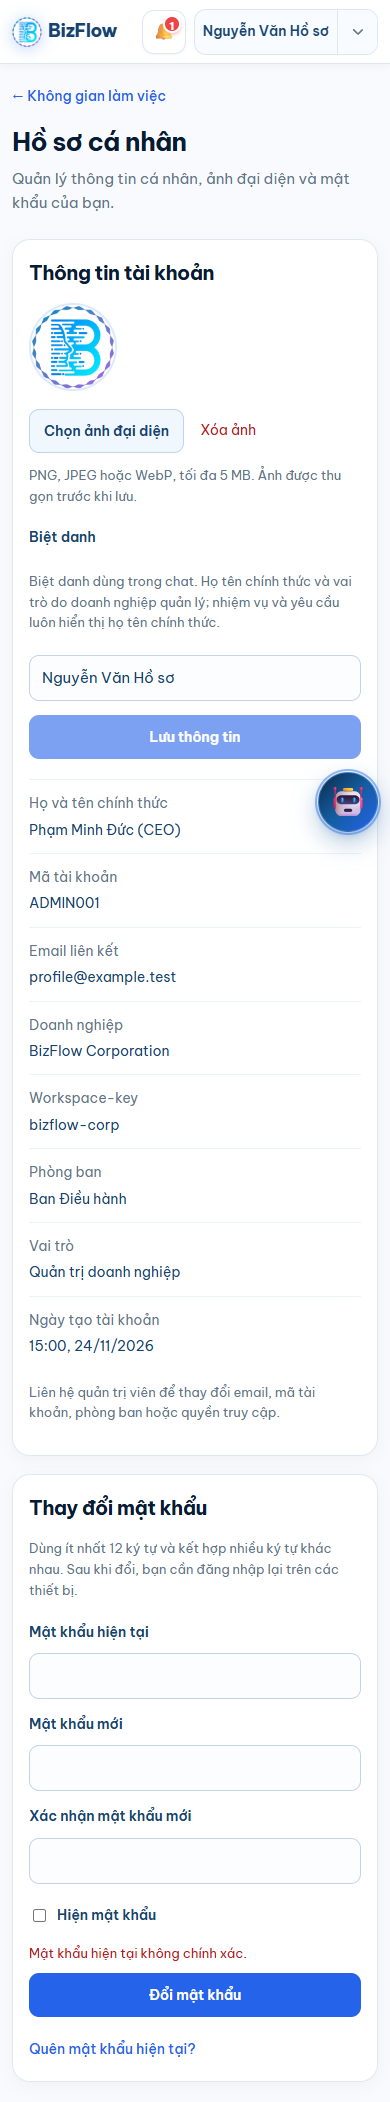 BizFlow
1
Nguyễn Văn Hồ sơ
← Không gian làm việc
Hồ sơ cá nhân
Quản lý thông tin cá nhân, ảnh đại diện và mật
khẩu của bạn.
Thông tin tài khoản
Chọn ảnh đại diện
Xóa ảnh
PNG, JPEG hoặc WebP, tối đa 5 MB. Ảnh được thu
gọn trước khi lưu.
Biệt danh
Biệt danh dùng trong chat. Họ tên chính thức và vai
trò do doanh nghiệp quản lý; nhiệm vụ và yêu cầu
luôn hiển thị họ tên chính thức.
Nguyễn Văn Hồ sơ
Lưu thông tin
Họ và tên chính thức
Phạm Minh Đức (CEO)
Mã tài khoản
ADMIN001
Email liên kết
profile@example.test
Doanh nghiệp
BizFlow Corporation
Workspace-key
bizflow-corp
Phòng ban
Ban Điều hành
Vai trò
Quản trị doanh nghiệp
Ngày tạo tài khoản
15:00, 24/11/2026
Liên hệ quản trị viên để thay đổi email, mã tài
khoản, phòng ban hoặc quyền truy cập.
Thay đổi mật khẩu
Dùng ít nhất 12 ký tự và kết hợp nhiều ký tự khác
nhau. Sau khi đổi, bạn cần đăng nhập lại trên các
thiết bị.
Mật khẩu hiện tại
Mật khẩu mới
Xác nhận mật khẩu mới
Hiện mật khẩu
Mật khẩu hiện tại không chính xác.
Đổi mật khẩu
Quên mật khẩu hiện tại?